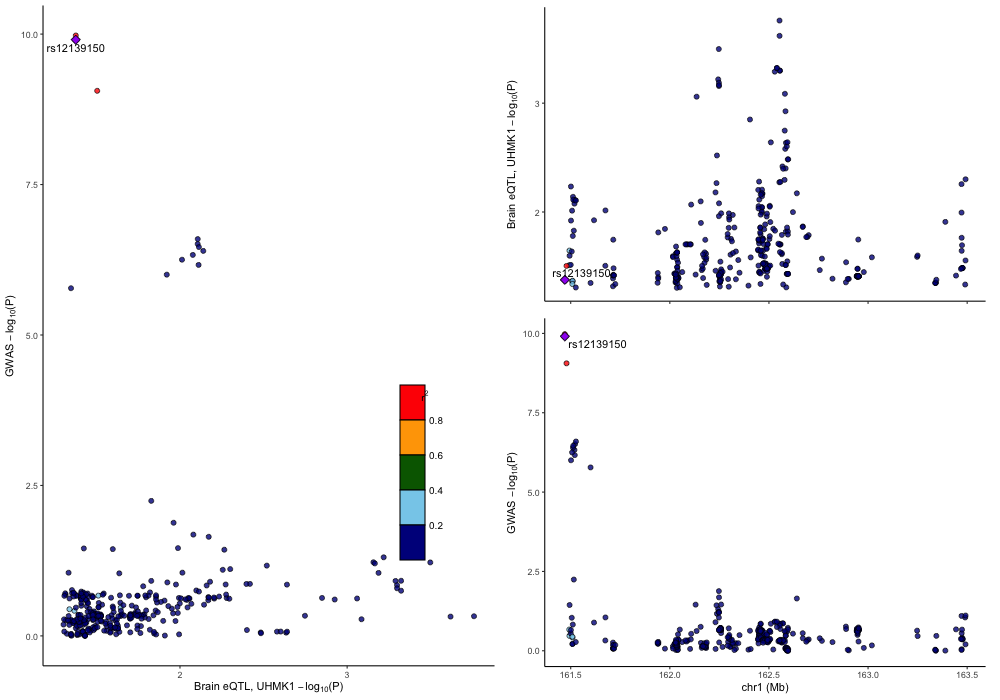 10.0
7.5
5.0
2.5
0.0
GWAS −log10(P)
rs12139150
r2
0.8
0.6
0.4
0.2
2
3
Brain eQTL, UHMK1 −log10(P)
3
2
Brain eQTL, UHMK1 −log10(P)
rs12139150
10.0
7.5
5.0
2.5
0.0
GWAS −log10(P)
rs12139150
161.5
162.0
162.5
163.0
163.5
chr1 (Mb)